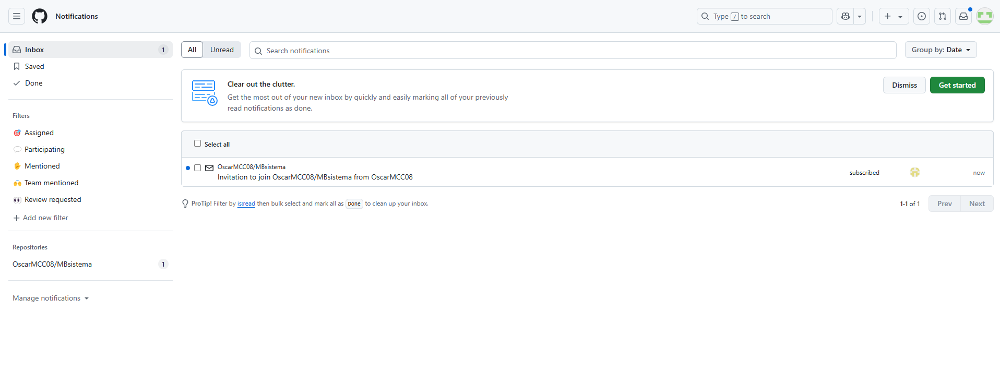 Notifications
Type / to search
Inbox 1
Saved
Done
Filters
Assigned
Participating
Mentioned
Team mentioned
Review requested
Add new filter
Repositories
OscarMCC08/MBsistema 1
Manage notifications
All Unread
Search notifications
Group by: Date
Clear out the clutter.
Get the most out of your new inbox by quickly and easily marking all of your previously
read notifications as done.
Dismiss
Get started
Select all
OscarMCC08/MBsistema
Invitation to join OscarMCC08/MBsistema from OscarMCC08
subscribed
now
ProTip! Filter by is:read then bulk select and mark all as Done to clean up your inbox.
1-1 of 1
Prev Next